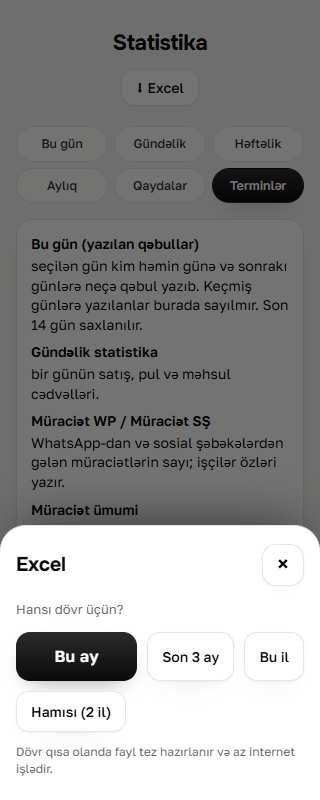 Statistika
⬇ Excel
Bu gün
Gündəlik
Həftəlik
Aylıq
Qaydalar
Terminlər
Bu gün (yazılan qəbullar)
seçilən gün kim həmin günə və sonrakı
günlərə neçə qəbul yazıb. Keçmiş
günlərə yazılanlar burada sayılmır. Son
14 gün saxlanılır.
Gündəlik statistika
bir günün satış, pul və məhsul
cədvəlləri.
Müraciət WP / Müraciət SŞ
WhatsApp-dan və sosial şəbəkələrdən
gələn müraciətlərin sayı; işçilər özləri
yazır.
Müraciət ümumi
Excel
×
Hansı dövr üçün?
Bu ay
Son 3 ay
Bu il
Hamısı (2 il)
Dövr qısa olanda fayl tez hazırlanır və az internet
işlədir.